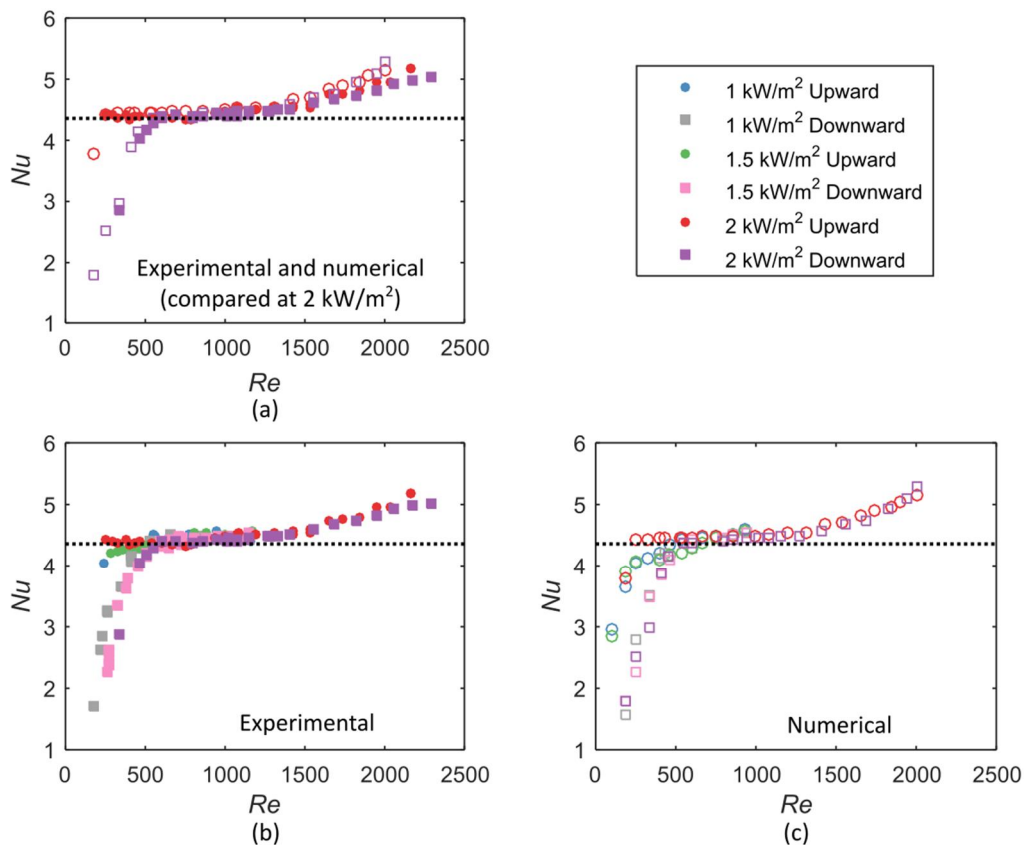 6
5
4
3
2
1
Nu
Experimental and numerical
(compared at 2 kW/m²)
0 500 1000 1500 2000 2500
Re
(a)
1 kW/m² Upward
1 kW/m² Downward
1.5 kW/m² Upward
1.5 kW/m² Downward
2 kW/m² Upward
2 kW/m² Downward
6
5
4
3
2
1
Nu
Experimental
0 500 1000 1500 2000 2500
Re
(b)
6
5
4
3
2
1
Nu
Numerical
0 500 1000 1500 2000 2500
Re
(c)